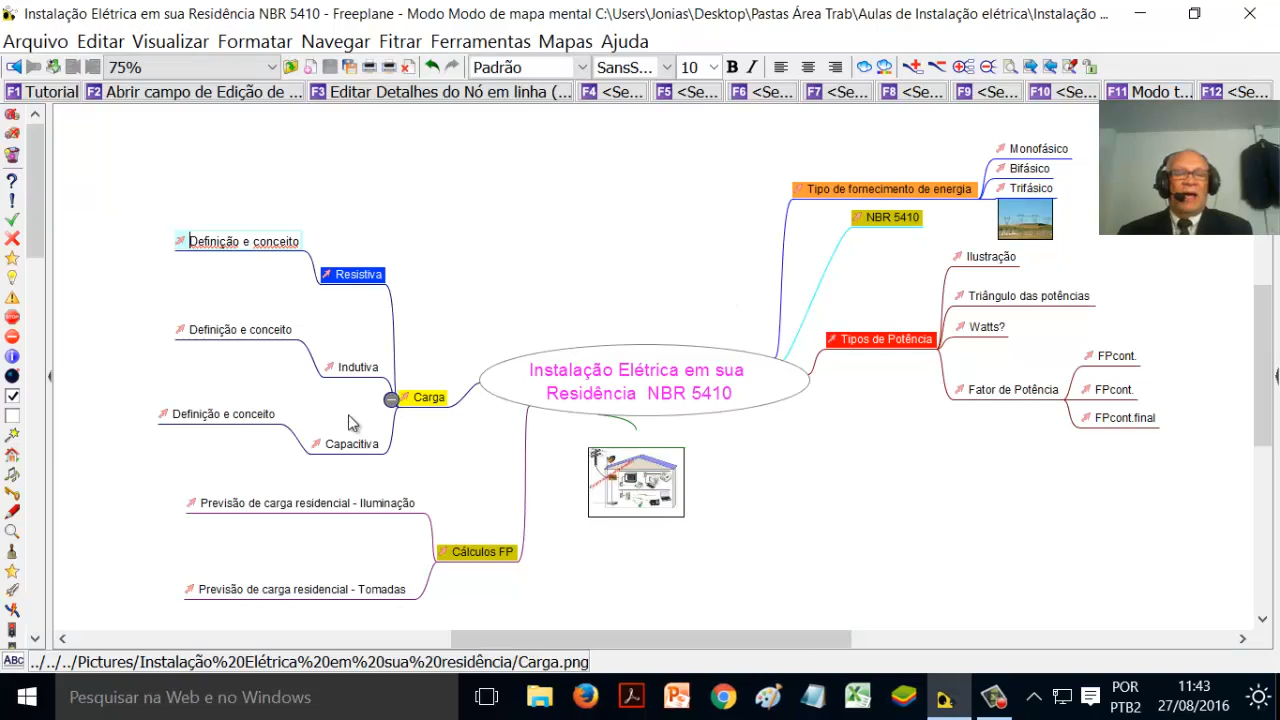 Instalação Elétrica em sua Residência NBR 5410 - Freeplane - Modo Modo de mapa mental C:\Users\Jonias\Desktop\Pastas Área Trab\Aulas de Instalação elétrica\Instalação ...
Arquivo Editar Visualizar Formatar Navegar Fitrar Ferramentas Mapas Ajuda
75% Padrão SansS... 10 B I
F1 Tutorial F2 Abrir campo de Edição de ... F3 Editar Detalhes do Nó em linha (... F4 <Se... F5 <Se... F6 <Se... F7 <Se... F8 <Se... F9 <Se... F10 <Se... F11 Modo t... F12 <Se...
Monofásico
Bifásico
Tipo de fornecimento de energia
Trifásico
NBR 5410
Definição e conceito
Ilustração
Resistiva
Triângulo das potências
Definição e conceito
Watts?
Tipos de Potência
FPcont.
Indutiva
Instalação Elétrica em sua
Residência NBR 5410
Fator de Potência
FPcont.
Carga
Definição e conceito
FPcont.final
Capacitiva
Previsão de carga residencial - Iluminação
Cálculos FP
Previsão de carga residencial - Tomadas
ABC ../../../Pictures/Instalação%20Elétrica%20em%20sua%20residência/Carga.png
Pesquisar na Web e no Windows
POR
PTB2
11:43
27/08/2016